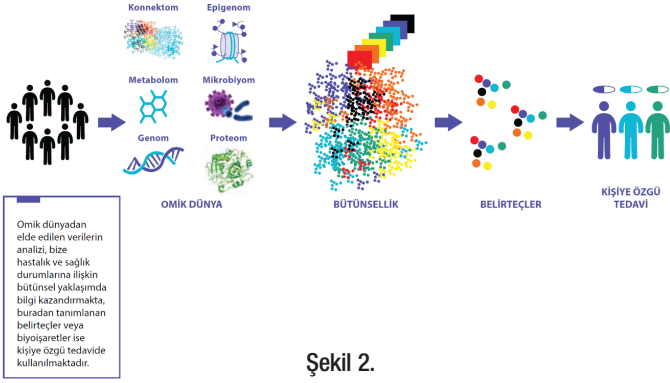 Konnektom
Epigenom
Metabolom
Mikrobiyom
Genom
Proteom
OMİK DÜNYA
BÜTÜNSELLİK
BELİRTEÇLER
KİŞİYE ÖZGÜ
TEDAVİ
Omik dünyadan
elde edilen verilerin
analizi, bize
hastalık ve sağlık
durumlarına ilişkin
bütünsel yaklaşımda
bilgi kazandırmakta,
buradan tanımlanan
belirteçler veya
biyoişaretler ise
kişiye özgü tedavide
kullanılmaktadır.
Şekil 2.